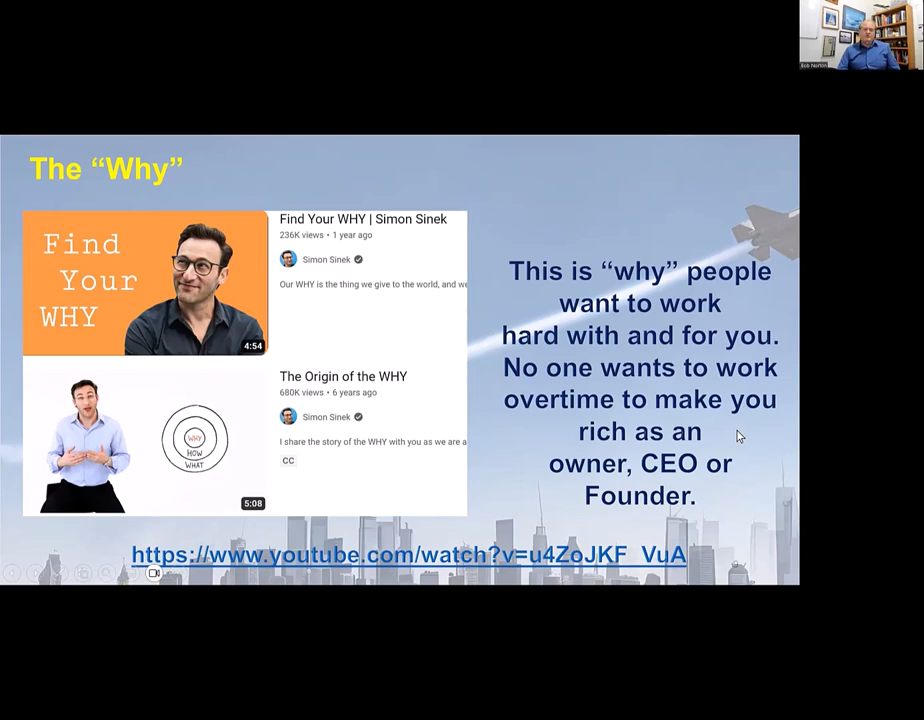 Bob Norton
The “Why”
Find
Your
WHY
4:54
Find Your WHY | Simon Sinek
236K views • 1 year ago
Simon Sinek
Our WHY is the thing we give to the world, and we
WHY
HOW
WHAT
5:08
The Origin of the WHY
680K views • 6 years ago
Simon Sinek
I share the story of the WHY with you as we are a
CC
This is “why” people
want to work
hard with and for you.
No one wants to work
overtime to make you
rich as an
owner, CEO or
Founder.
https://www.youtube.com/watch?v=u4ZoJKF_VuA